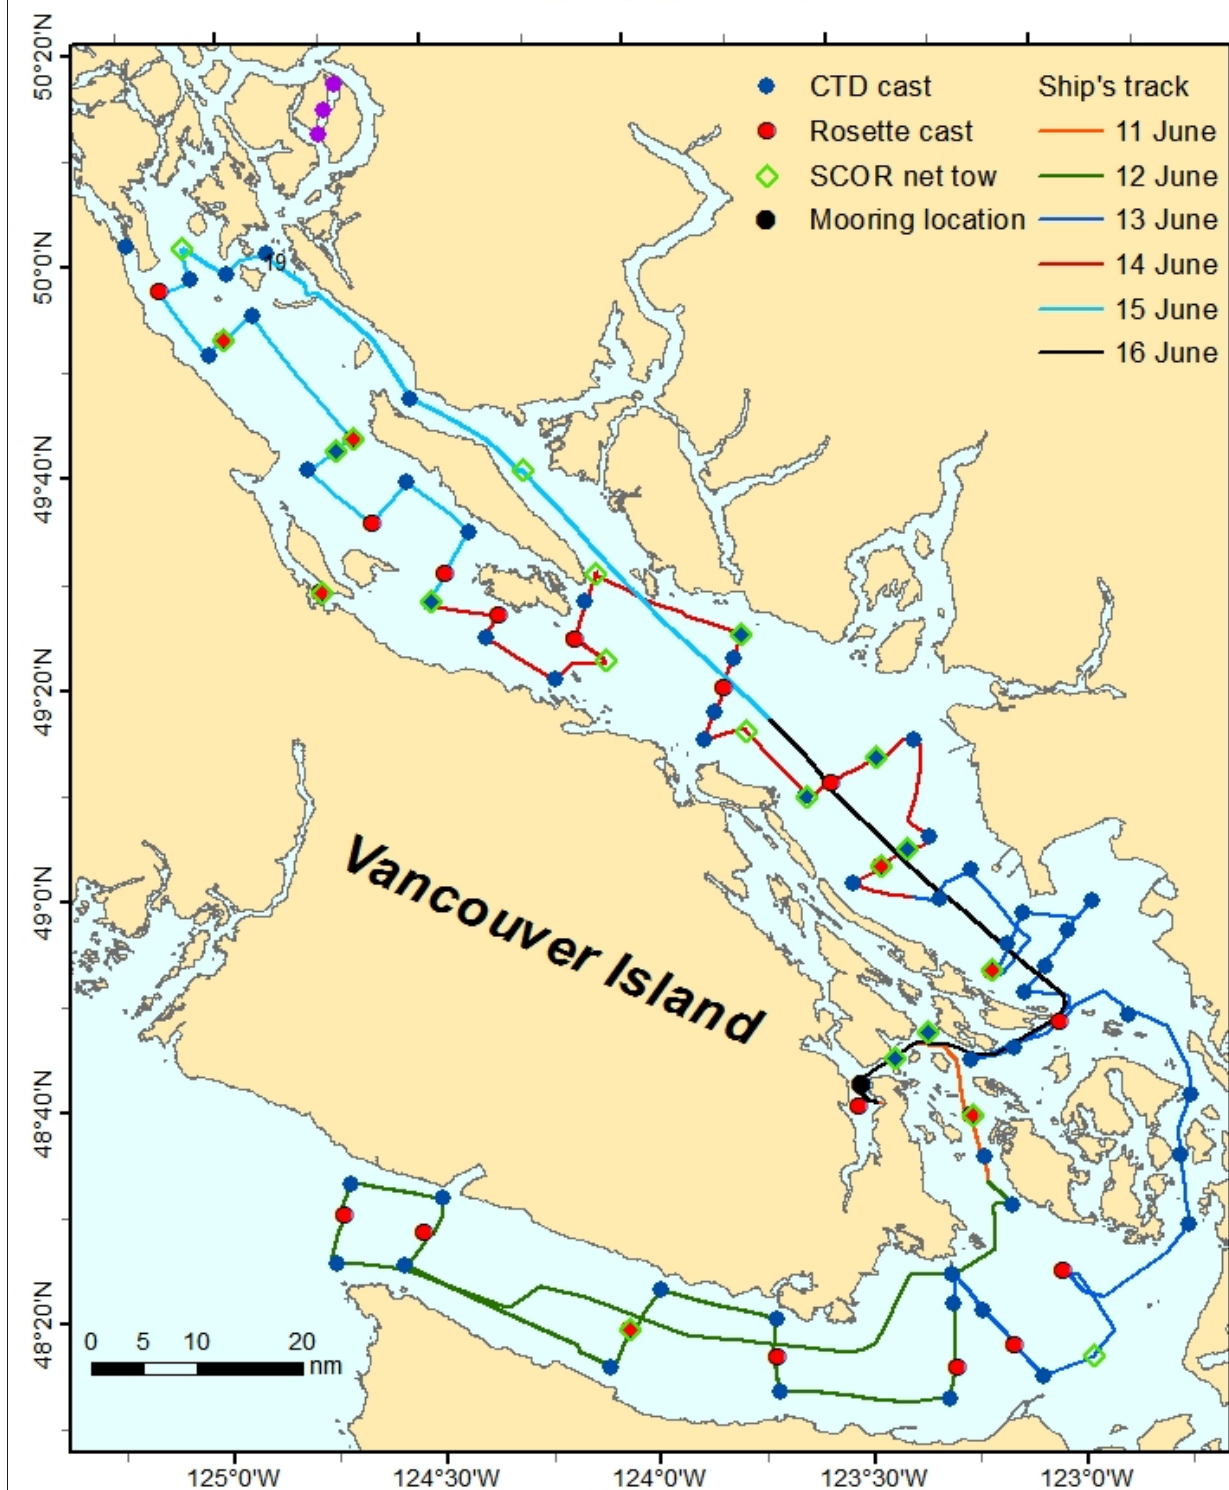 CTD cast
Rosette cast
SCOR net tow
Mooring location
Ship's track
11 June
12 June
13 June
14 June
15 June
16 June
19
Vancouver Island
50°20'N
50°0'N
49°40'N
49°20'N
49°0'N
48°40'N
48°20'N
0 5 10 20
nm
125°0'W 124°30'W 124°0'W 123°30'W 123°0'W